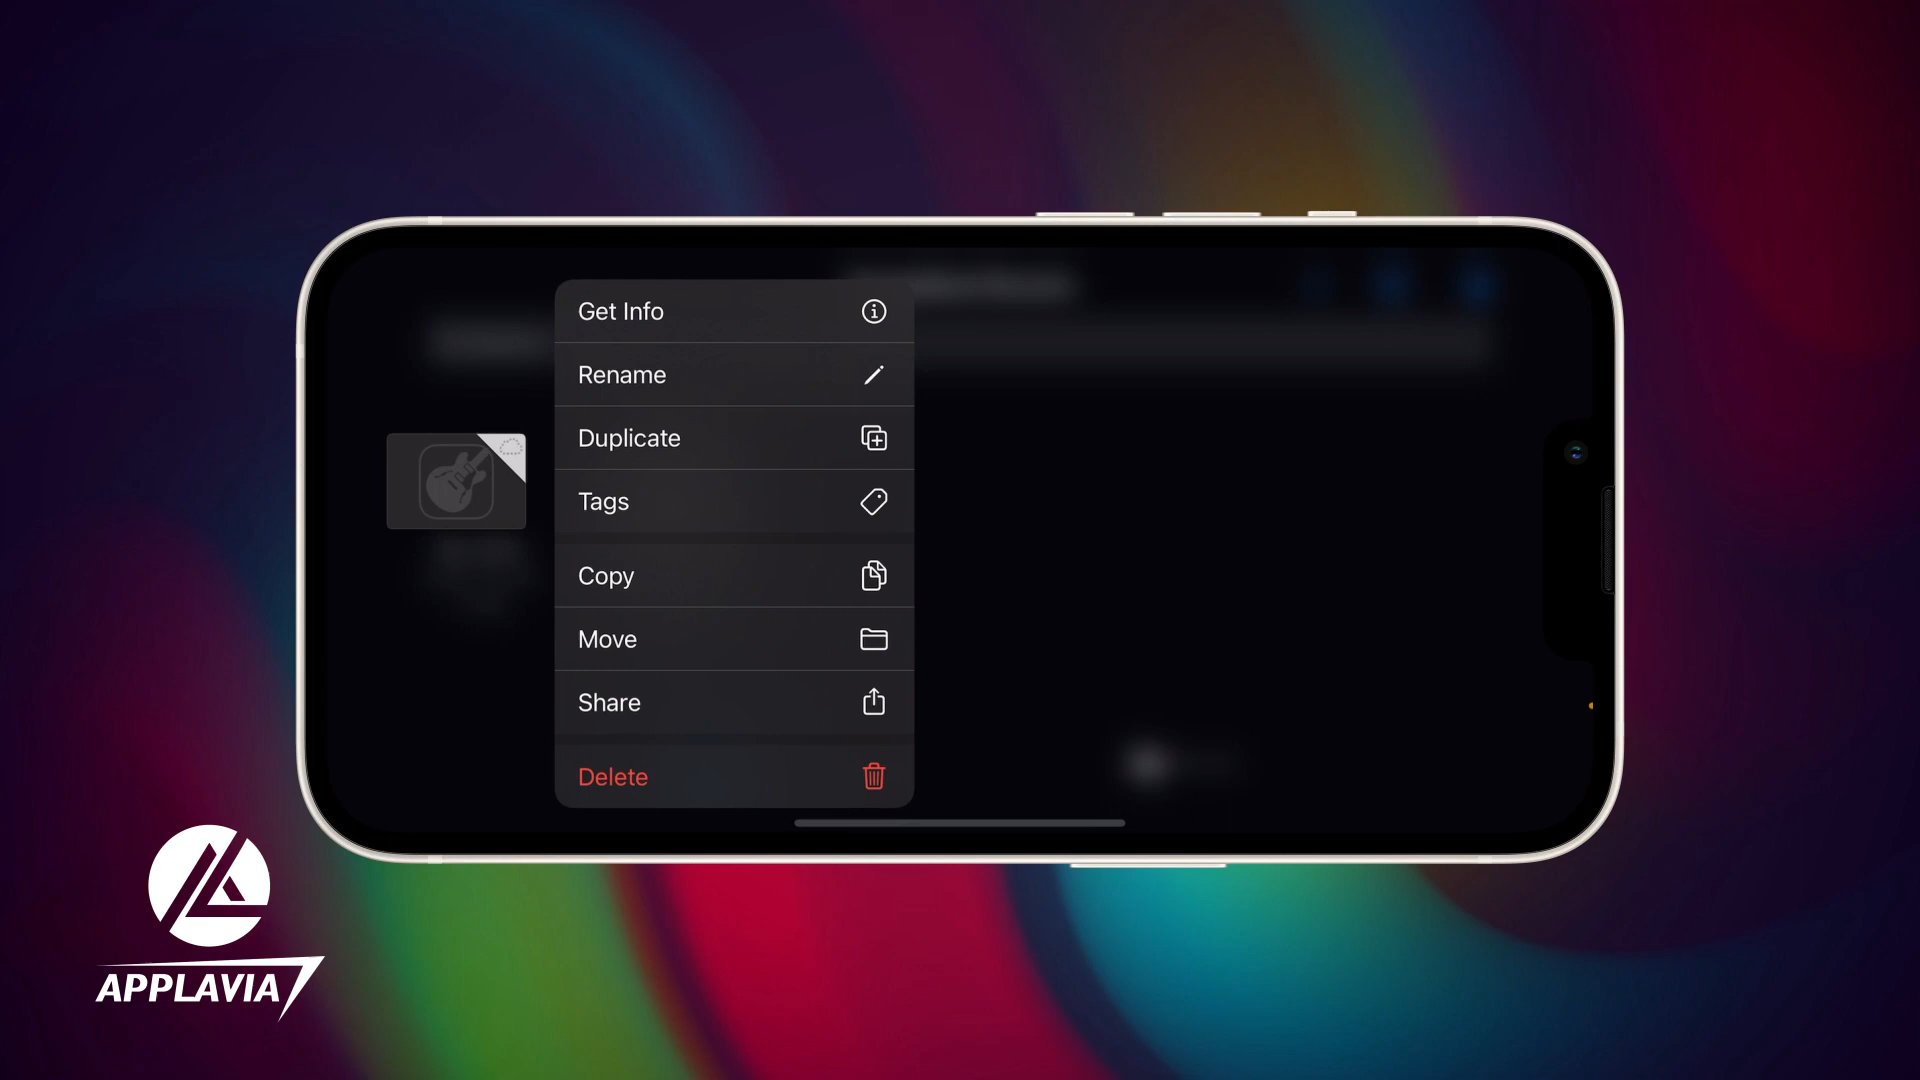 Get Info
Rename
Duplicate
Tags
Copy
Move
Share
Delete
APPLAVIA